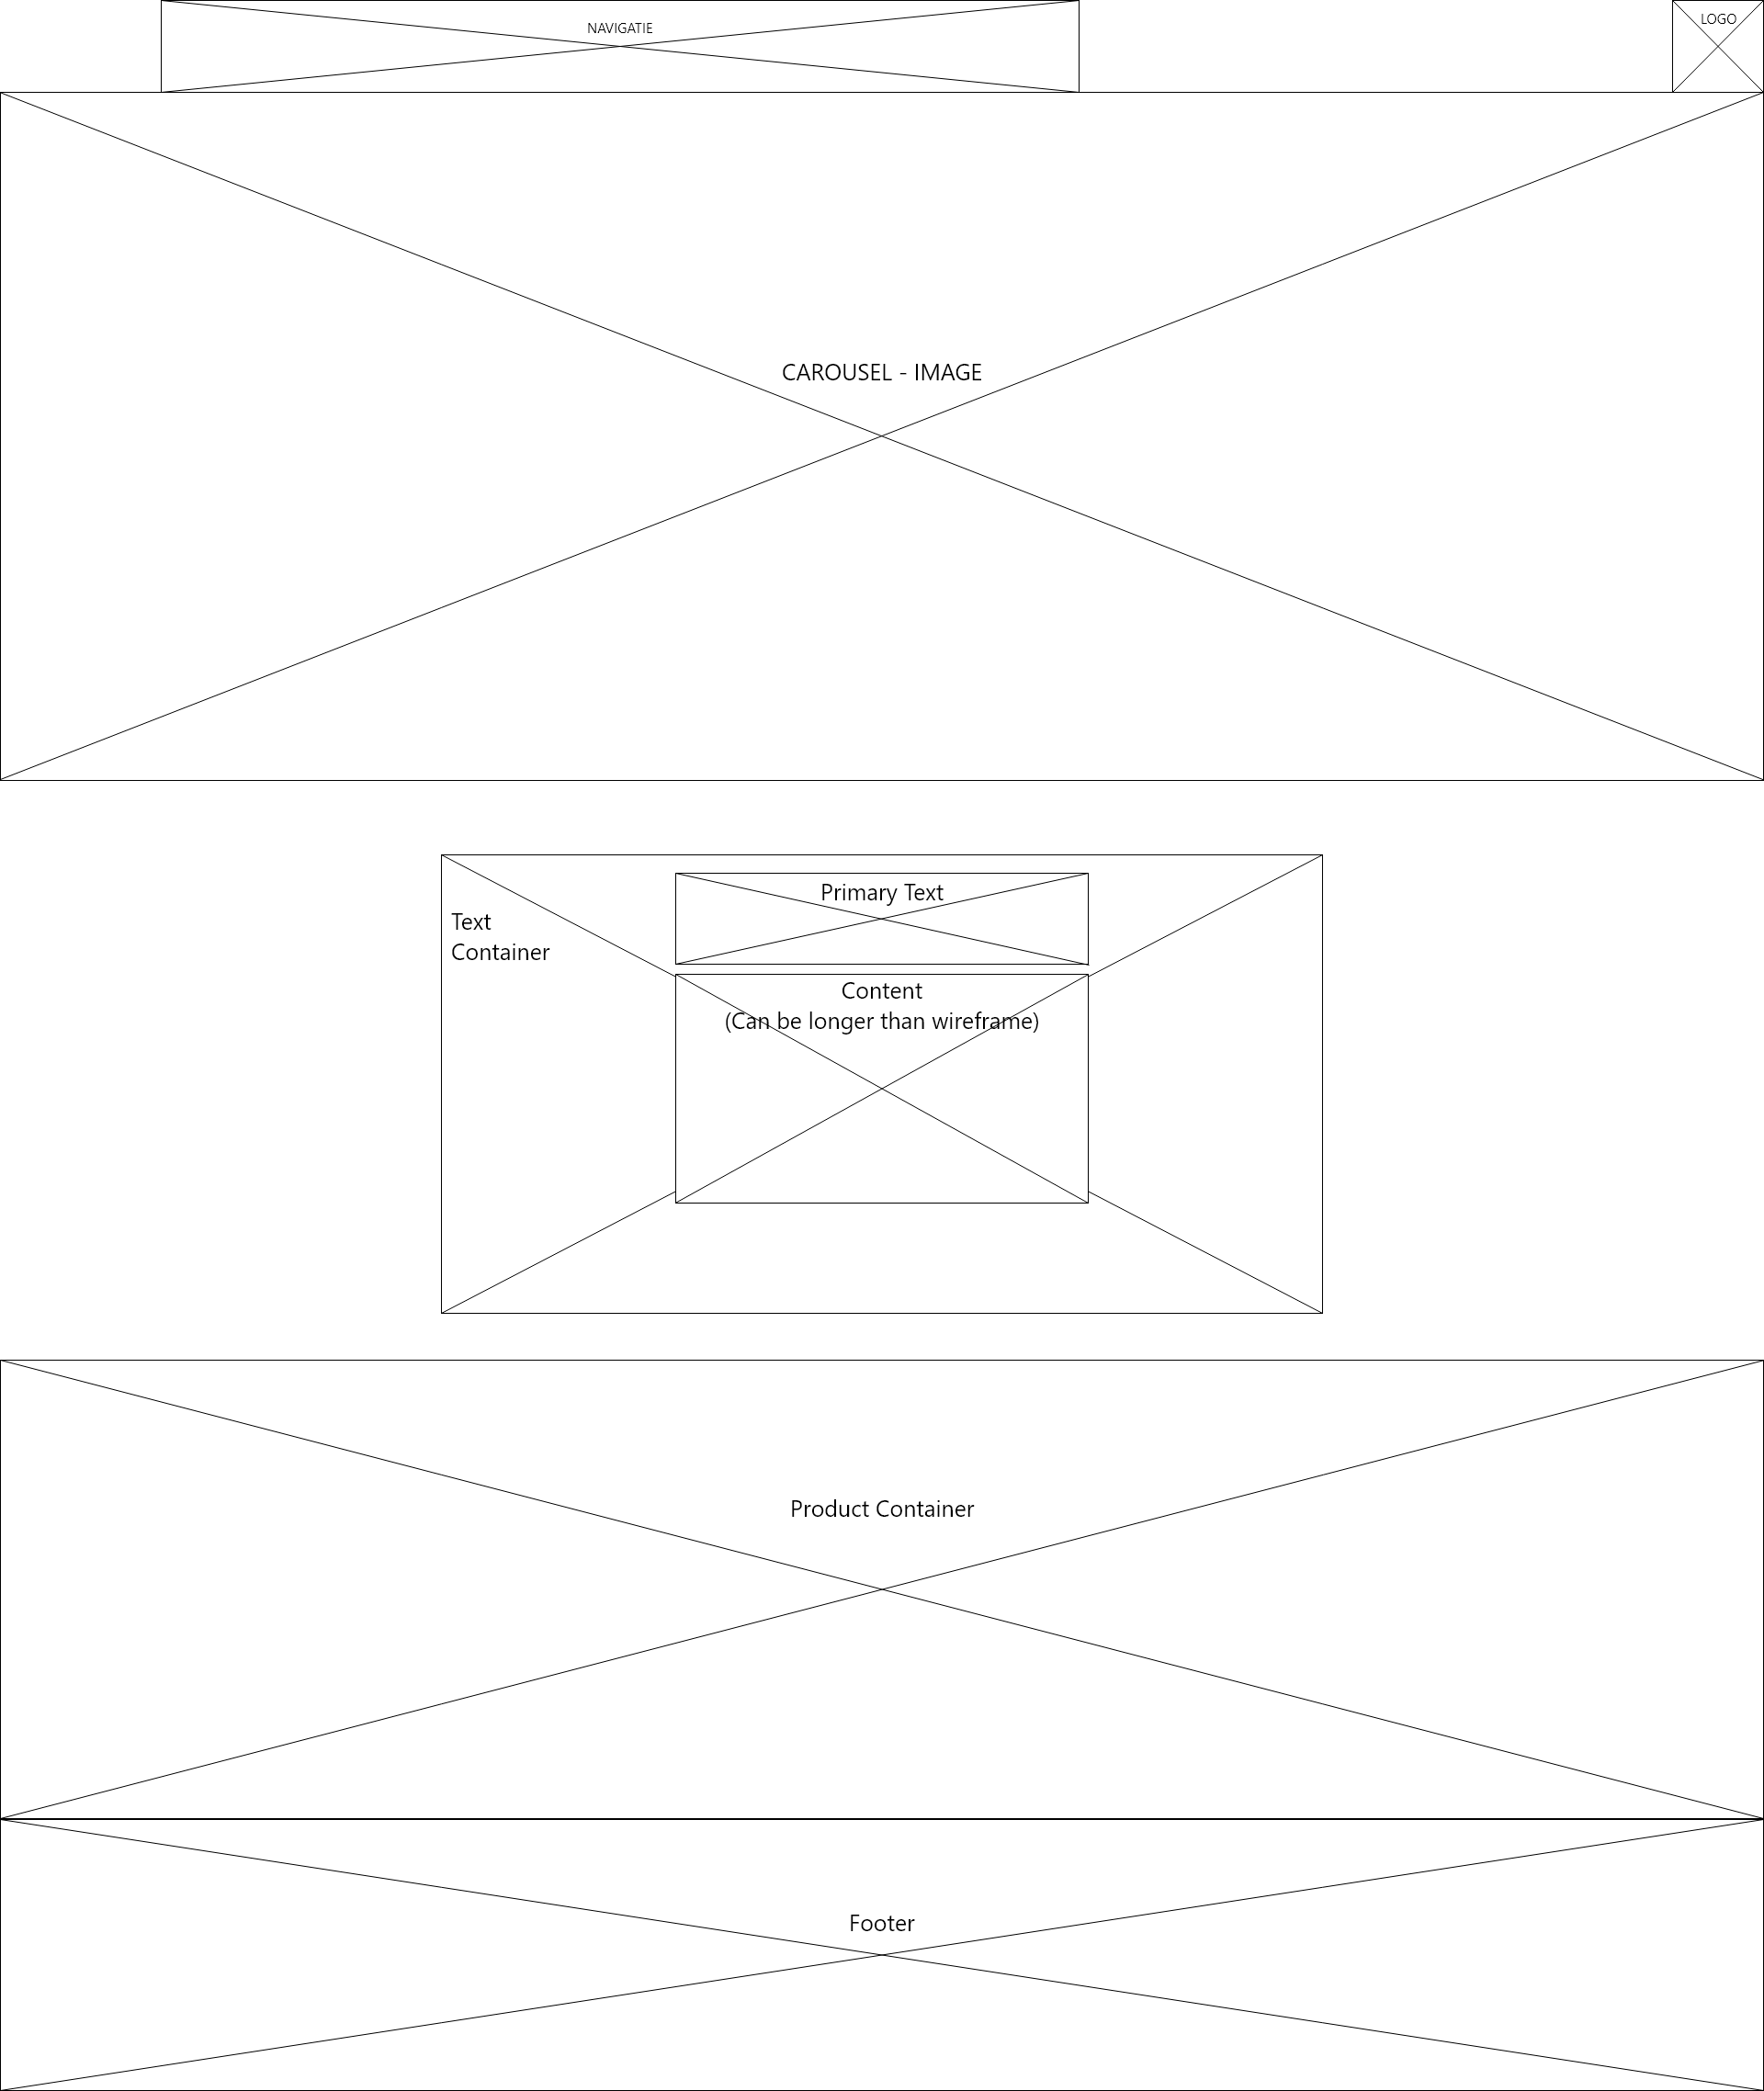 NAVIGATIE
LOGO
CAROUSEL - IMAGE
Primary Text
Text
Container
Content
(Can be longer than wireframe)
Product Container
Footer